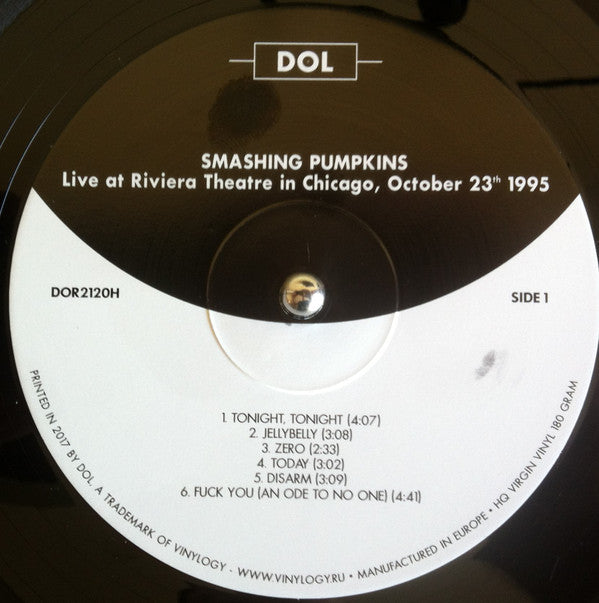 DOL
SMASHING PUMPKINS
Live at Riviera Theatre in Chicago, October 23th 1995
DOR2120H
SIDE 1
1. TONIGHT, TONIGHT (4:07)
2. JELLYBELLY (3:08)
3. ZERO (2:33)
4. TODAY (3:02)
5. DISARM (3:09)
6. FUCK YOU (AN ODE TO NO ONE) (4:41)
PRINTED IN 2017 BY DOL. A TRADEMARK OF VINYLOGY - WWW.VINYLOGY.RU • MANUFACTURED IN EUROPE • HQ VIRGIN VINYL 180 GRAM